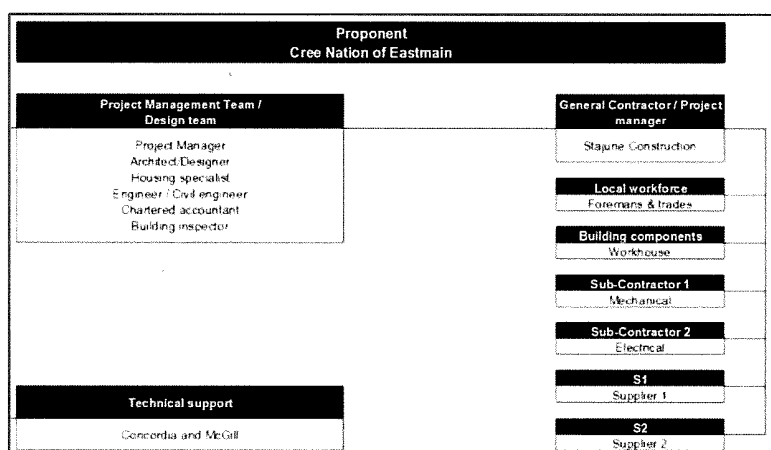 Proponent
Cree Nation of Eastmain
Project Management Team /
Design team
Project Manager
Architect/Designer
Housing specialist
Engineer / Civil engineer
Chartered accountant
Building inspector
Technical support
Concordia and McGill
General Contractor / Project
manager
Stajune Construction
Local workforce
Foremans & trades
Building components
Workhouse
Sub-Contractor 1
Mechanical
Sub-Contractor 2
Electrical
S1
Supplier 1
S2
Supplier 2